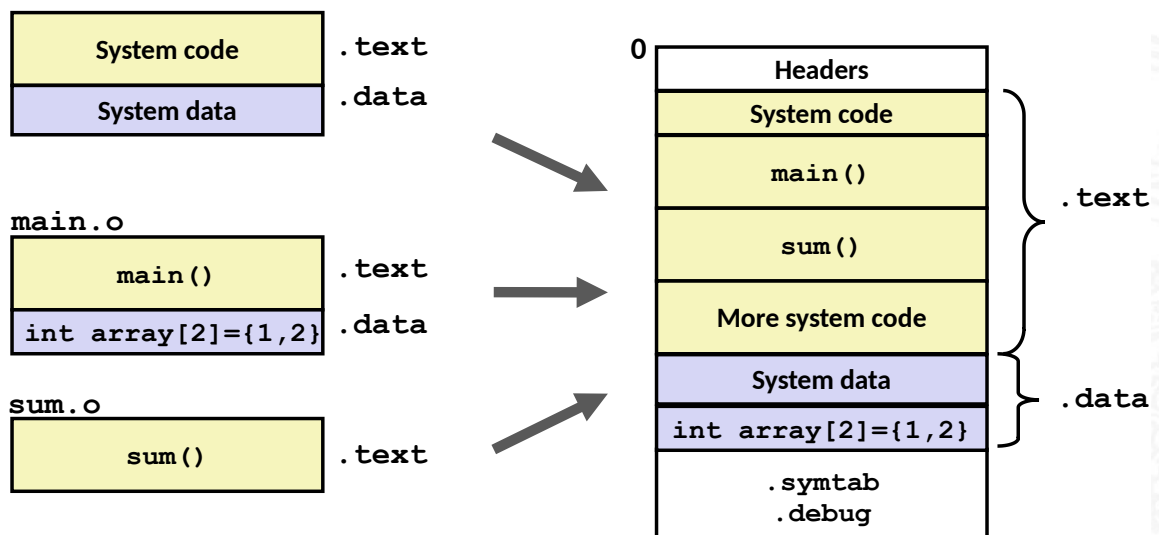 System code
.text
System data
.data
main.o
main()
.text
int array[2]={1,2}
.data
sum.o
sum()
.text
0
Headers
System code
main()
sum()
More system code
.text
System data
int array[2]={1,2}
.data
.symtab
.debug